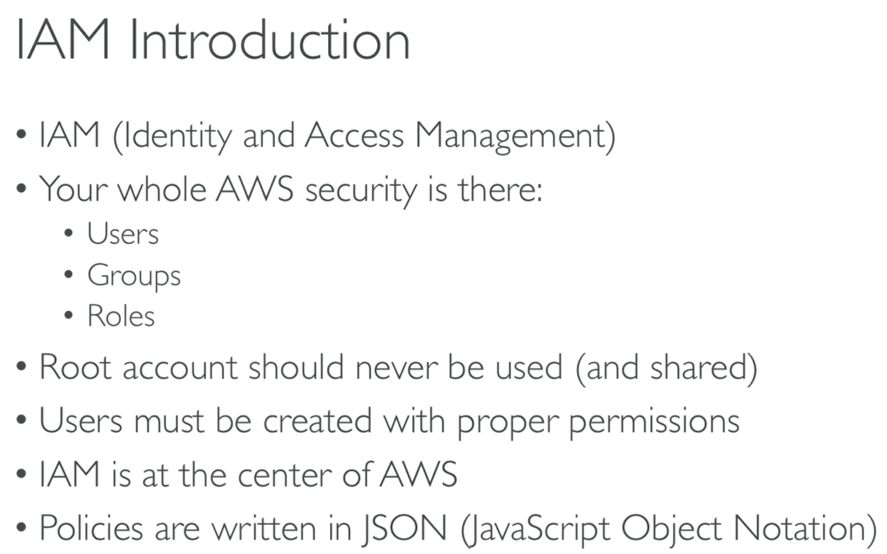 IAM Introduction
• IAM (Identity and Access Management)
• Your whole AWS security is there:
• Users
• Groups
• Roles
• Root account should never be used (and shared)
• Users must be created with proper permissions
• IAM is at the center of AWS
• Policies are written in JSON (JavaScript Object Notation)